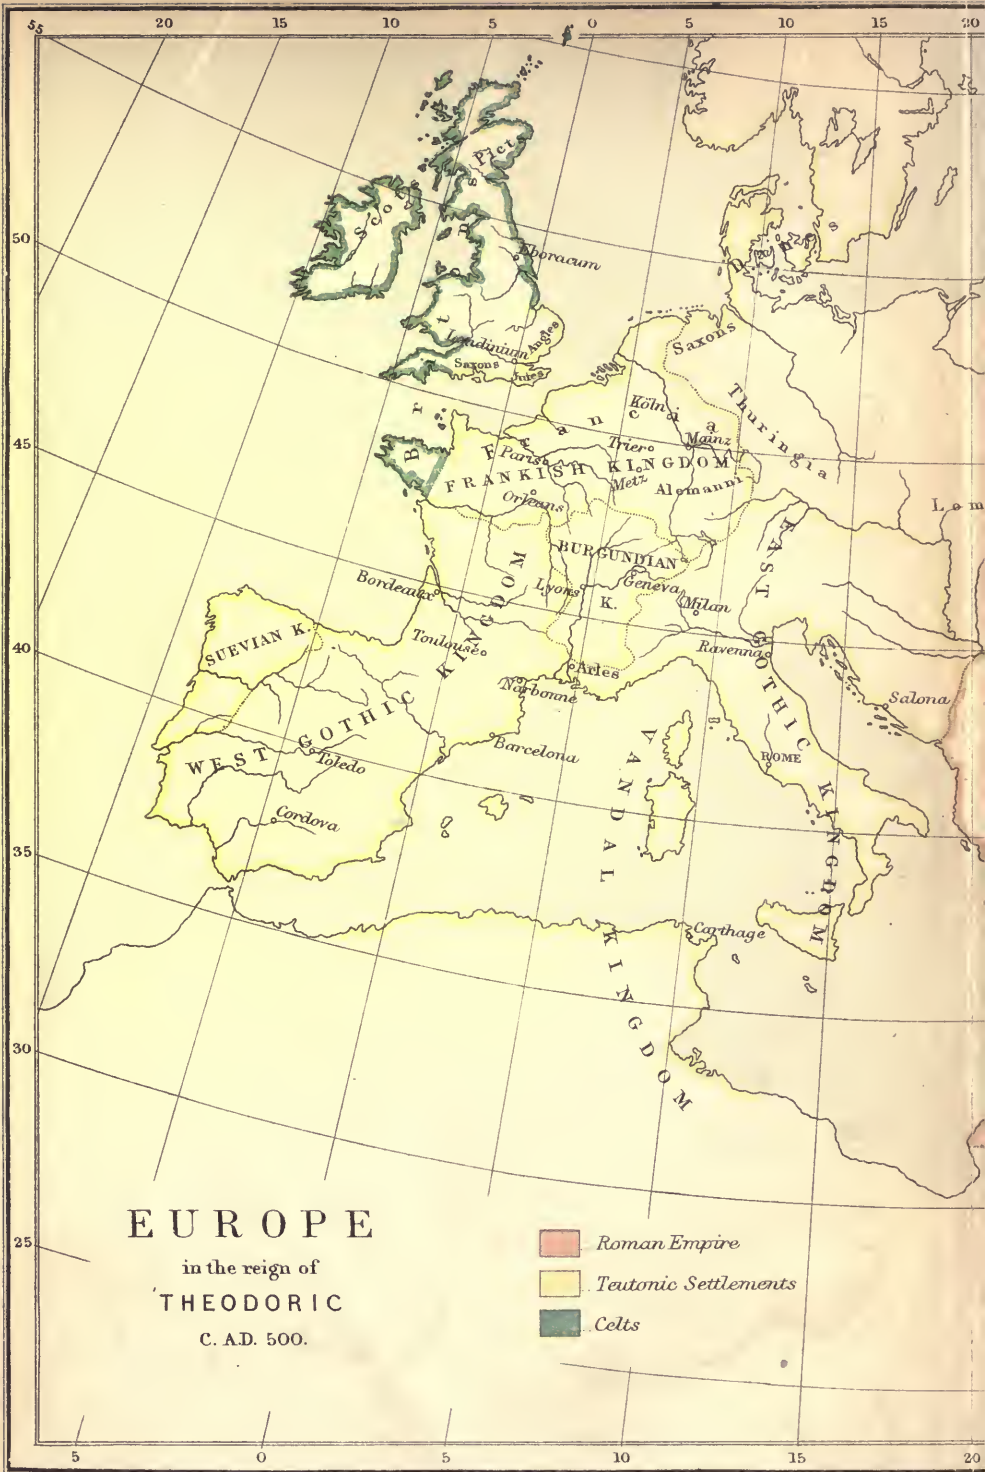 55
20
15
10
5
0
5
10
15
20
50
45
40
35
30
25
Picts
Scots
Britons
Eboracum
Londinium
Angles
Saxons
Jutes
Danes
Saxons
Thuringia
Francia
Köln
Mainz
Trier
Metz
Paris
FRANKISH KINGDOM
Alemanni
Orleans
Br
Lom
BURGUNDIAN
K.
Lyons
Geneva
Milan
Bordeaux
Toulouse
Ravenna
Arles
Narbonne
SUEVIAN K.
WEST GOTHIC KINGDOM
Toledo
Cordova
Barcelona
EAST GOTHIC KINGDOM
Salona
ROME
VANDAL KINGDOM
Carthage
EUROPE
in the reign of
THEODORIC
C. A.D. 500.
Roman Empire
Teutonic Settlements
Celts
5
0
5
10
15
20